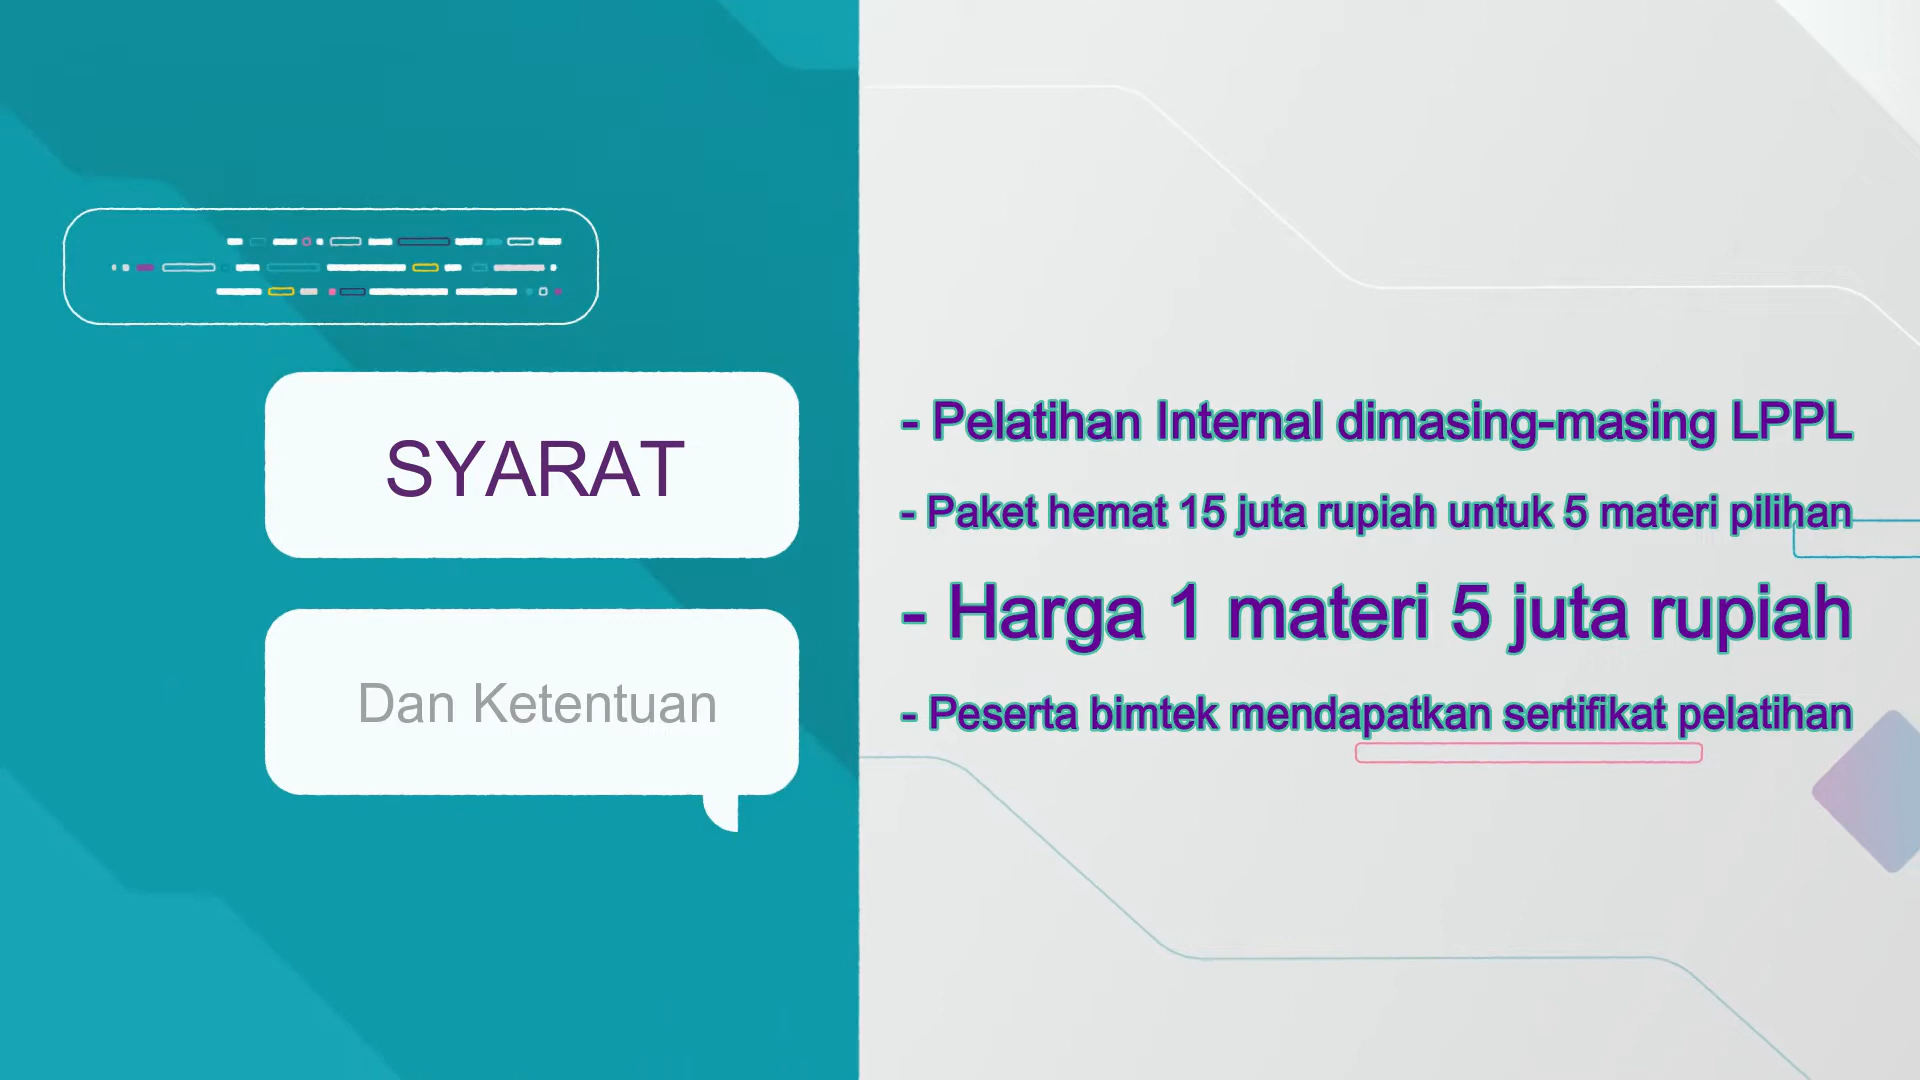 SYARAT
Dan Ketentuan
- Pelatihan Internal dimasing-masing LPPL
- Paket hemat 15 juta rupiah untuk 5 materi pilihan
- Harga 1 materi 5 juta rupiah
- Peserta bimtek mendapatkan sertifikat pelatihan